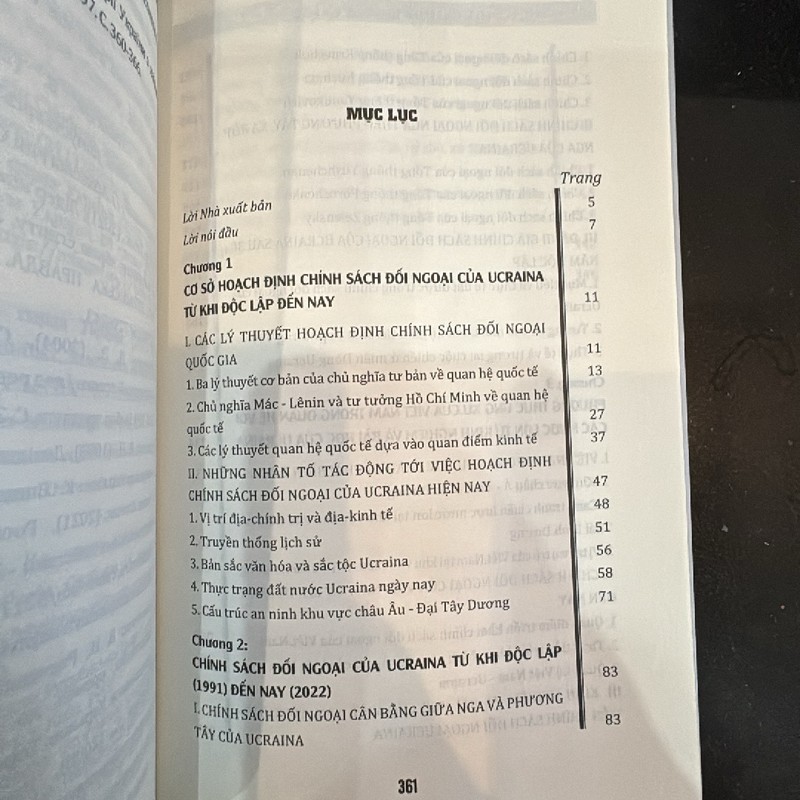 37. C. 360-366.
MỤC LỤC
Trang
Lời Nhà xuất bản 5
Lời nói đầu 7
Chương 1
CƠ SỞ HOẠCH ĐỊNH CHÍNH SÁCH ĐỐI NGOẠI CỦA UCRAINA
TỪ KHI ĐỘC LẬP ĐẾN NAY 11
I. CÁC LÝ THUYẾT HOẠCH ĐỊNH CHÍNH SÁCH ĐỐI NGOẠI
QUỐC GIA 11
1. Ba lý thuyết cơ bản của chủ nghĩa tư bản về quan hệ quốc tế 13
2. Chủ nghĩa Mác - Lênin và tư tưởng Hồ Chí Minh về quan hệ
quốc tế 27
3. Các lý thuyết quan hệ quốc tế dựa vào quan điểm kinh tế 37
II. NHỮNG NHÂN TỐ TÁC ĐỘNG TỚI VIỆC HOẠCH ĐỊNH
CHÍNH SÁCH ĐỐI NGOẠI CỦA UCRAINA HIỆN NAY 47
1. Vị trí địa-chính trị và địa-kinh tế 48
2. Truyền thống lịch sử 51
3. Bản sắc văn hóa và sắc tộc Ucraina 56
4. Thực trạng đất nước Ucraina ngày nay 58
5. Cấu trúc an ninh khu vực châu Âu - Đại Tây Dương 71
Chương 2:
CHÍNH SÁCH ĐỐI NGOẠI CỦA UCRAINA TỪ KHI ĐỘC LẬP
(1991) ĐẾN NAY (2022) 83
I. CHÍNH SÁCH ĐỐI NGOẠI CÂN BẰNG GIỮA NGA VÀ PHƯƠNG
TÂY CỦA UCRAINA 83
361